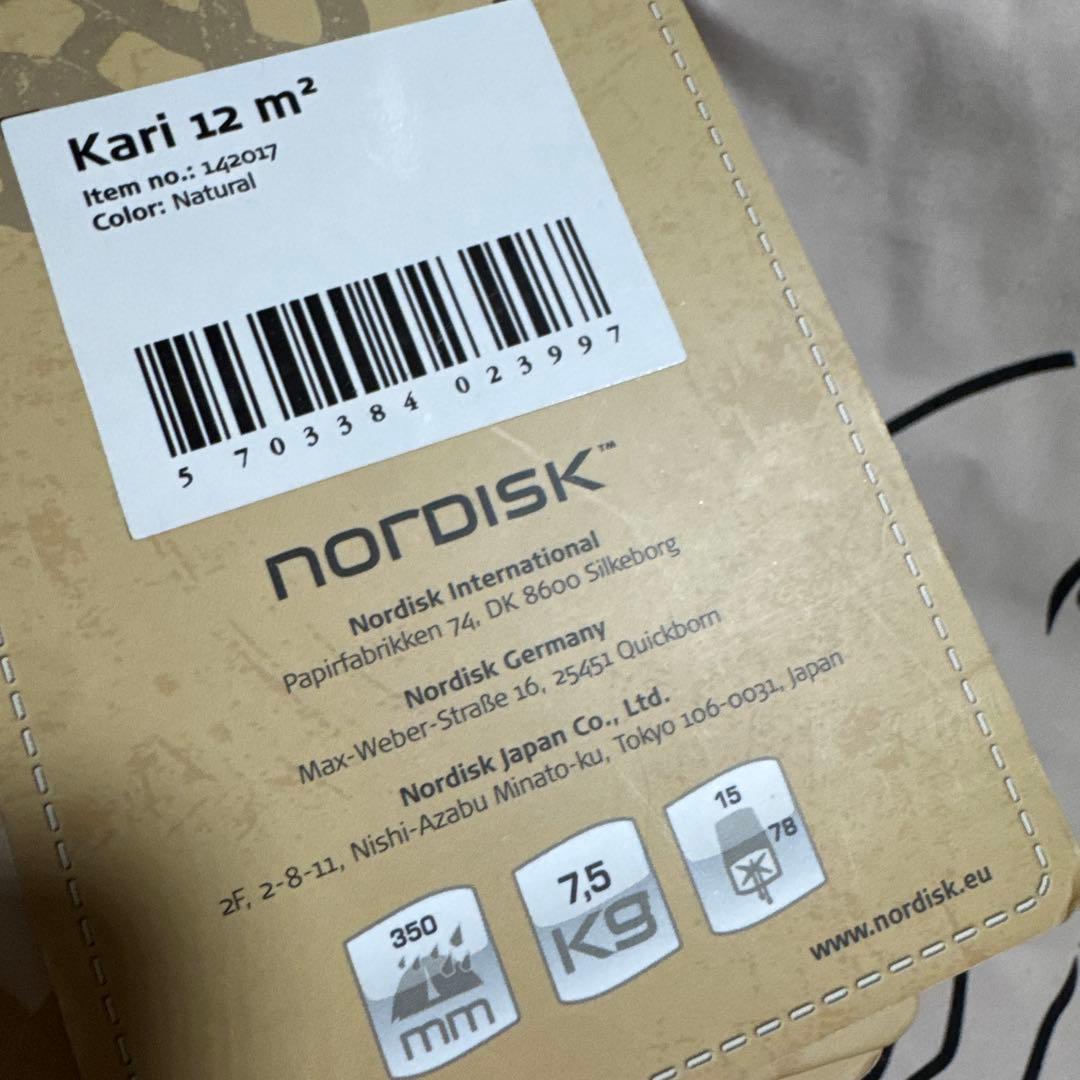 Kari 12 m²
Item no.: 142017
Color: Natural
5 703384 023997
NORDISK™
Nordisk International
Papirfabrikken 74, DK 8600 Silkeborg
Nordisk Germany
Max-Weber-Straße 16, 25451 Quickborn
Nordisk Japan Co., Ltd.
2F, 2-8-11, Nishi-Azabu Minato-ku, Tokyo 106-0031, Japan
350
mm
7,5
Kg
15
78
www.nordisk.eu